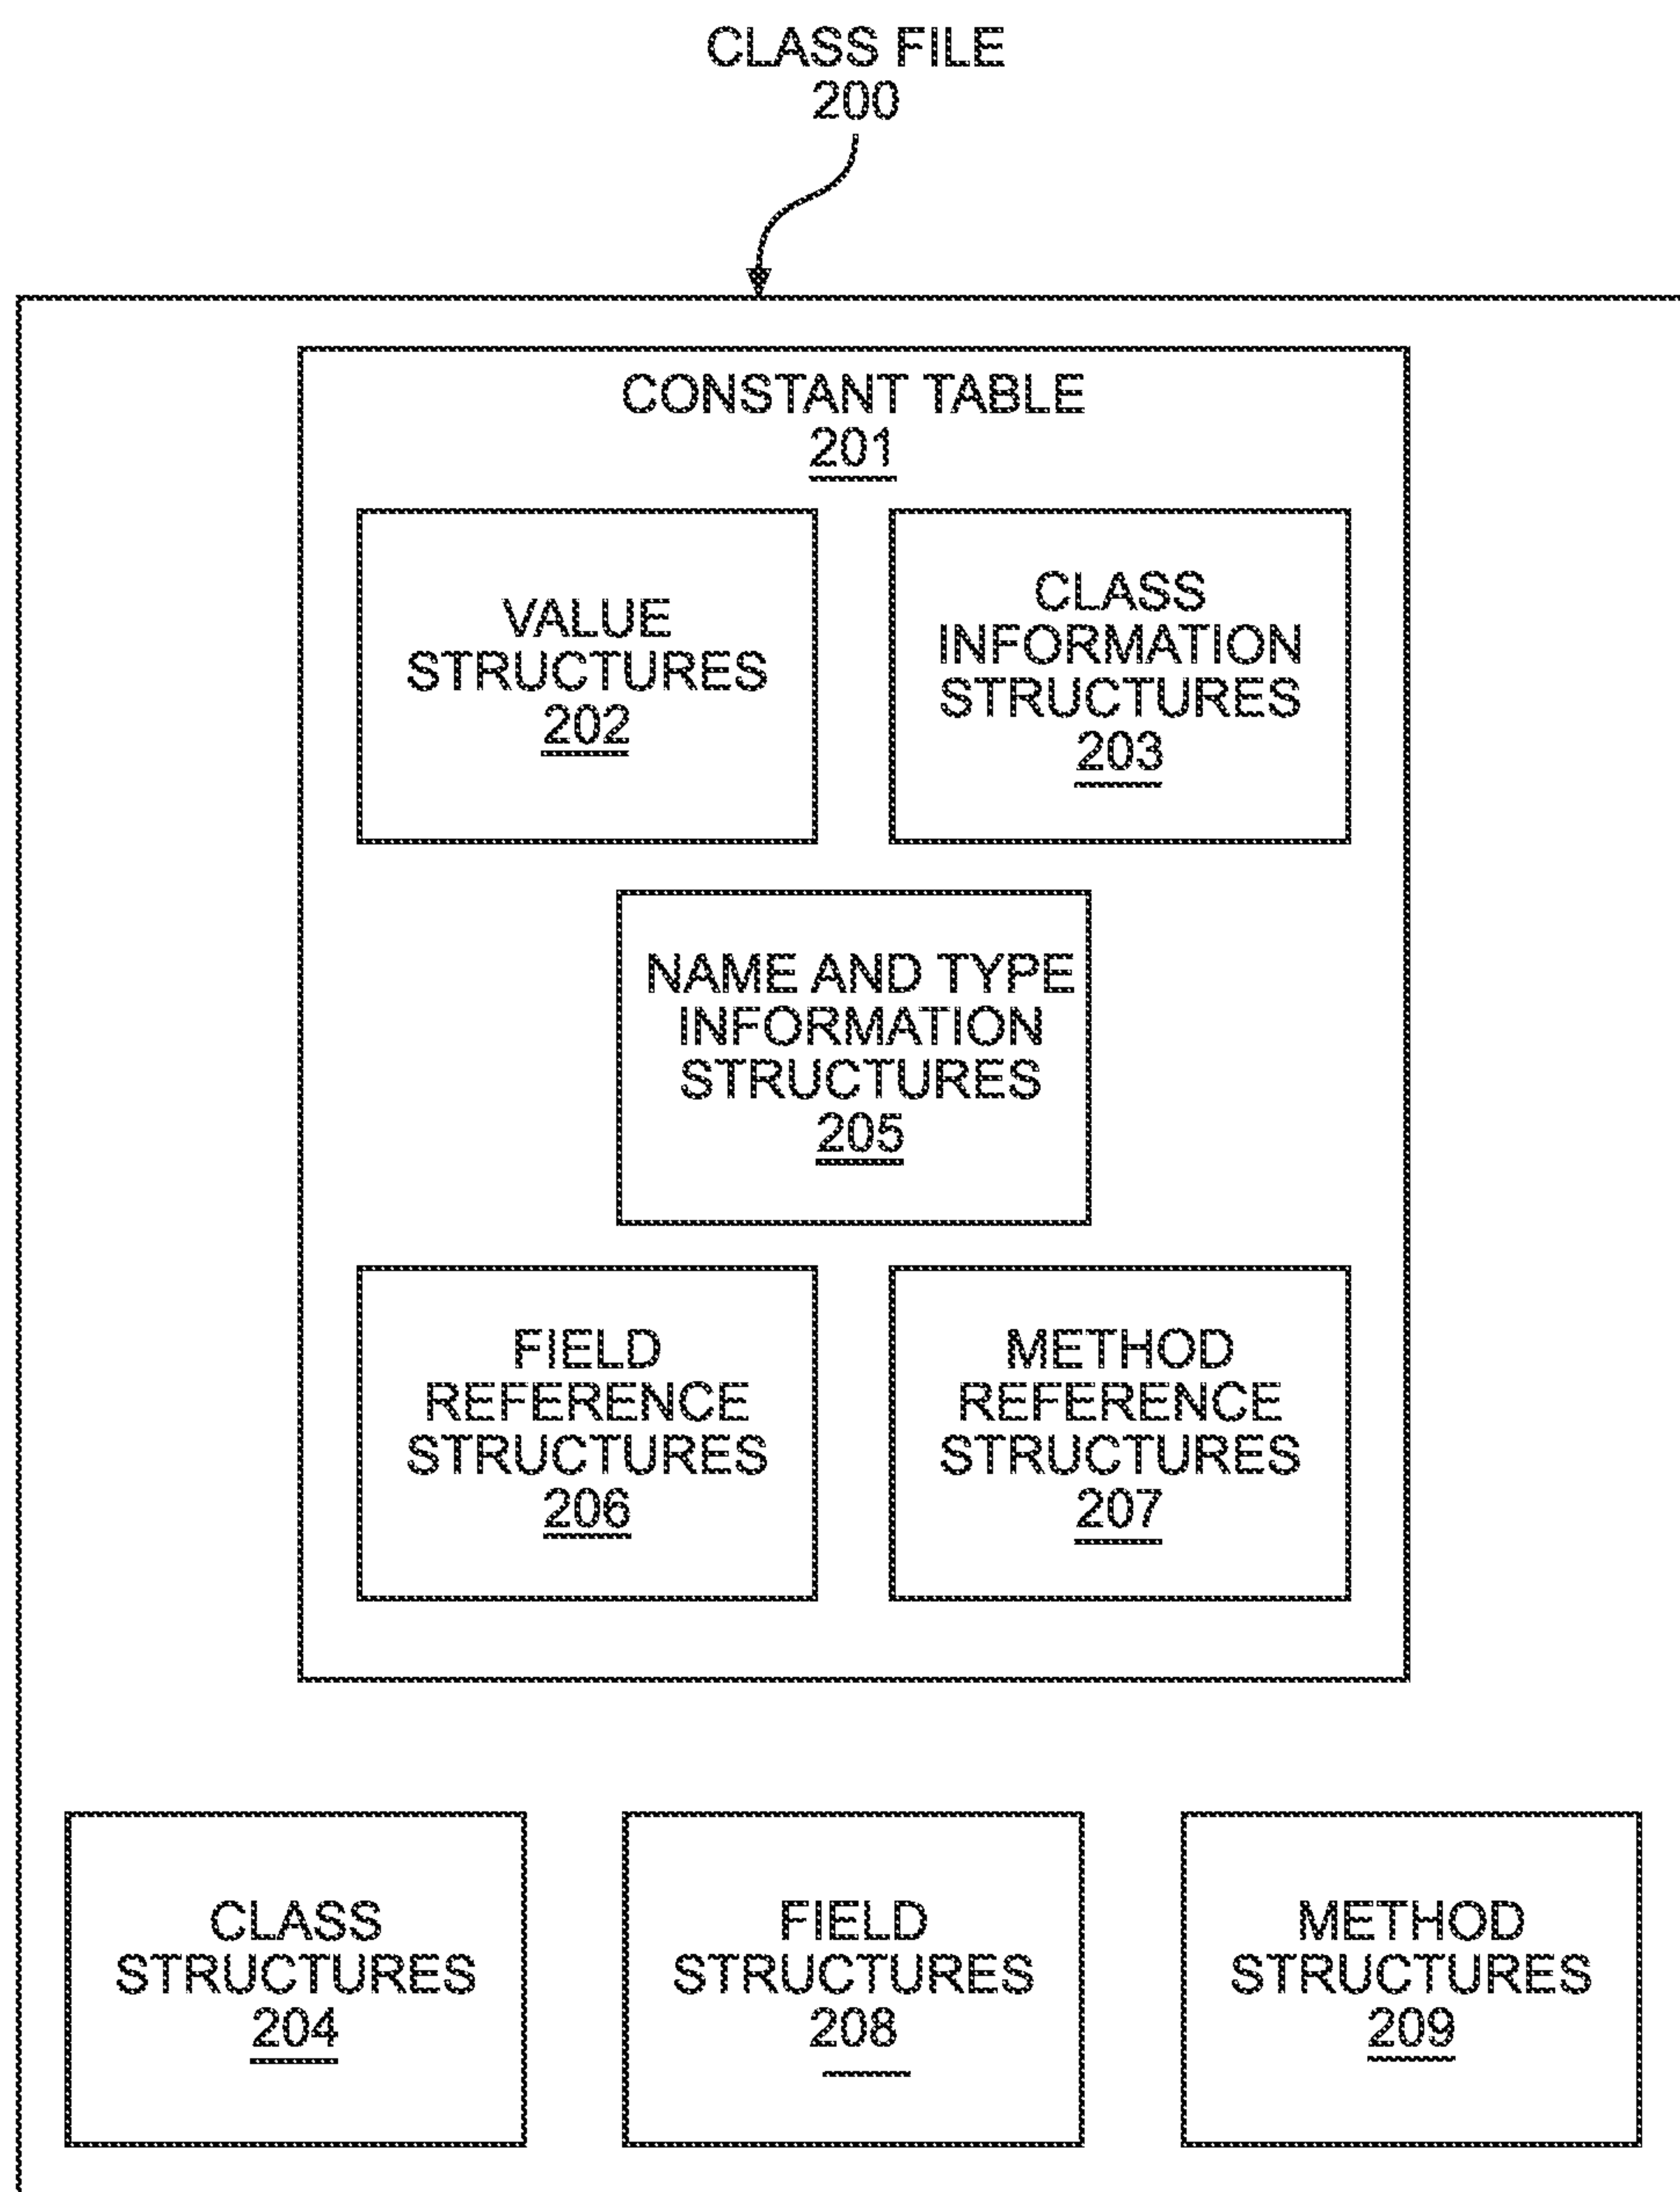 CLASS FILE
200
CONSTANT TABLE
201
VALUE
STRUCTURES
202
CLASS
INFORMATION
STRUCTURES
203
NAME AND TYPE
INFORMATION
STRUCTURES
205
FIELD
REFERENCE
STRUCTURES
206
METHOD
REFERENCE
STRUCTURES
207
CLASS
STRUCTURES
204
FIELD
STRUCTURES
208
METHOD
STRUCTURES
209